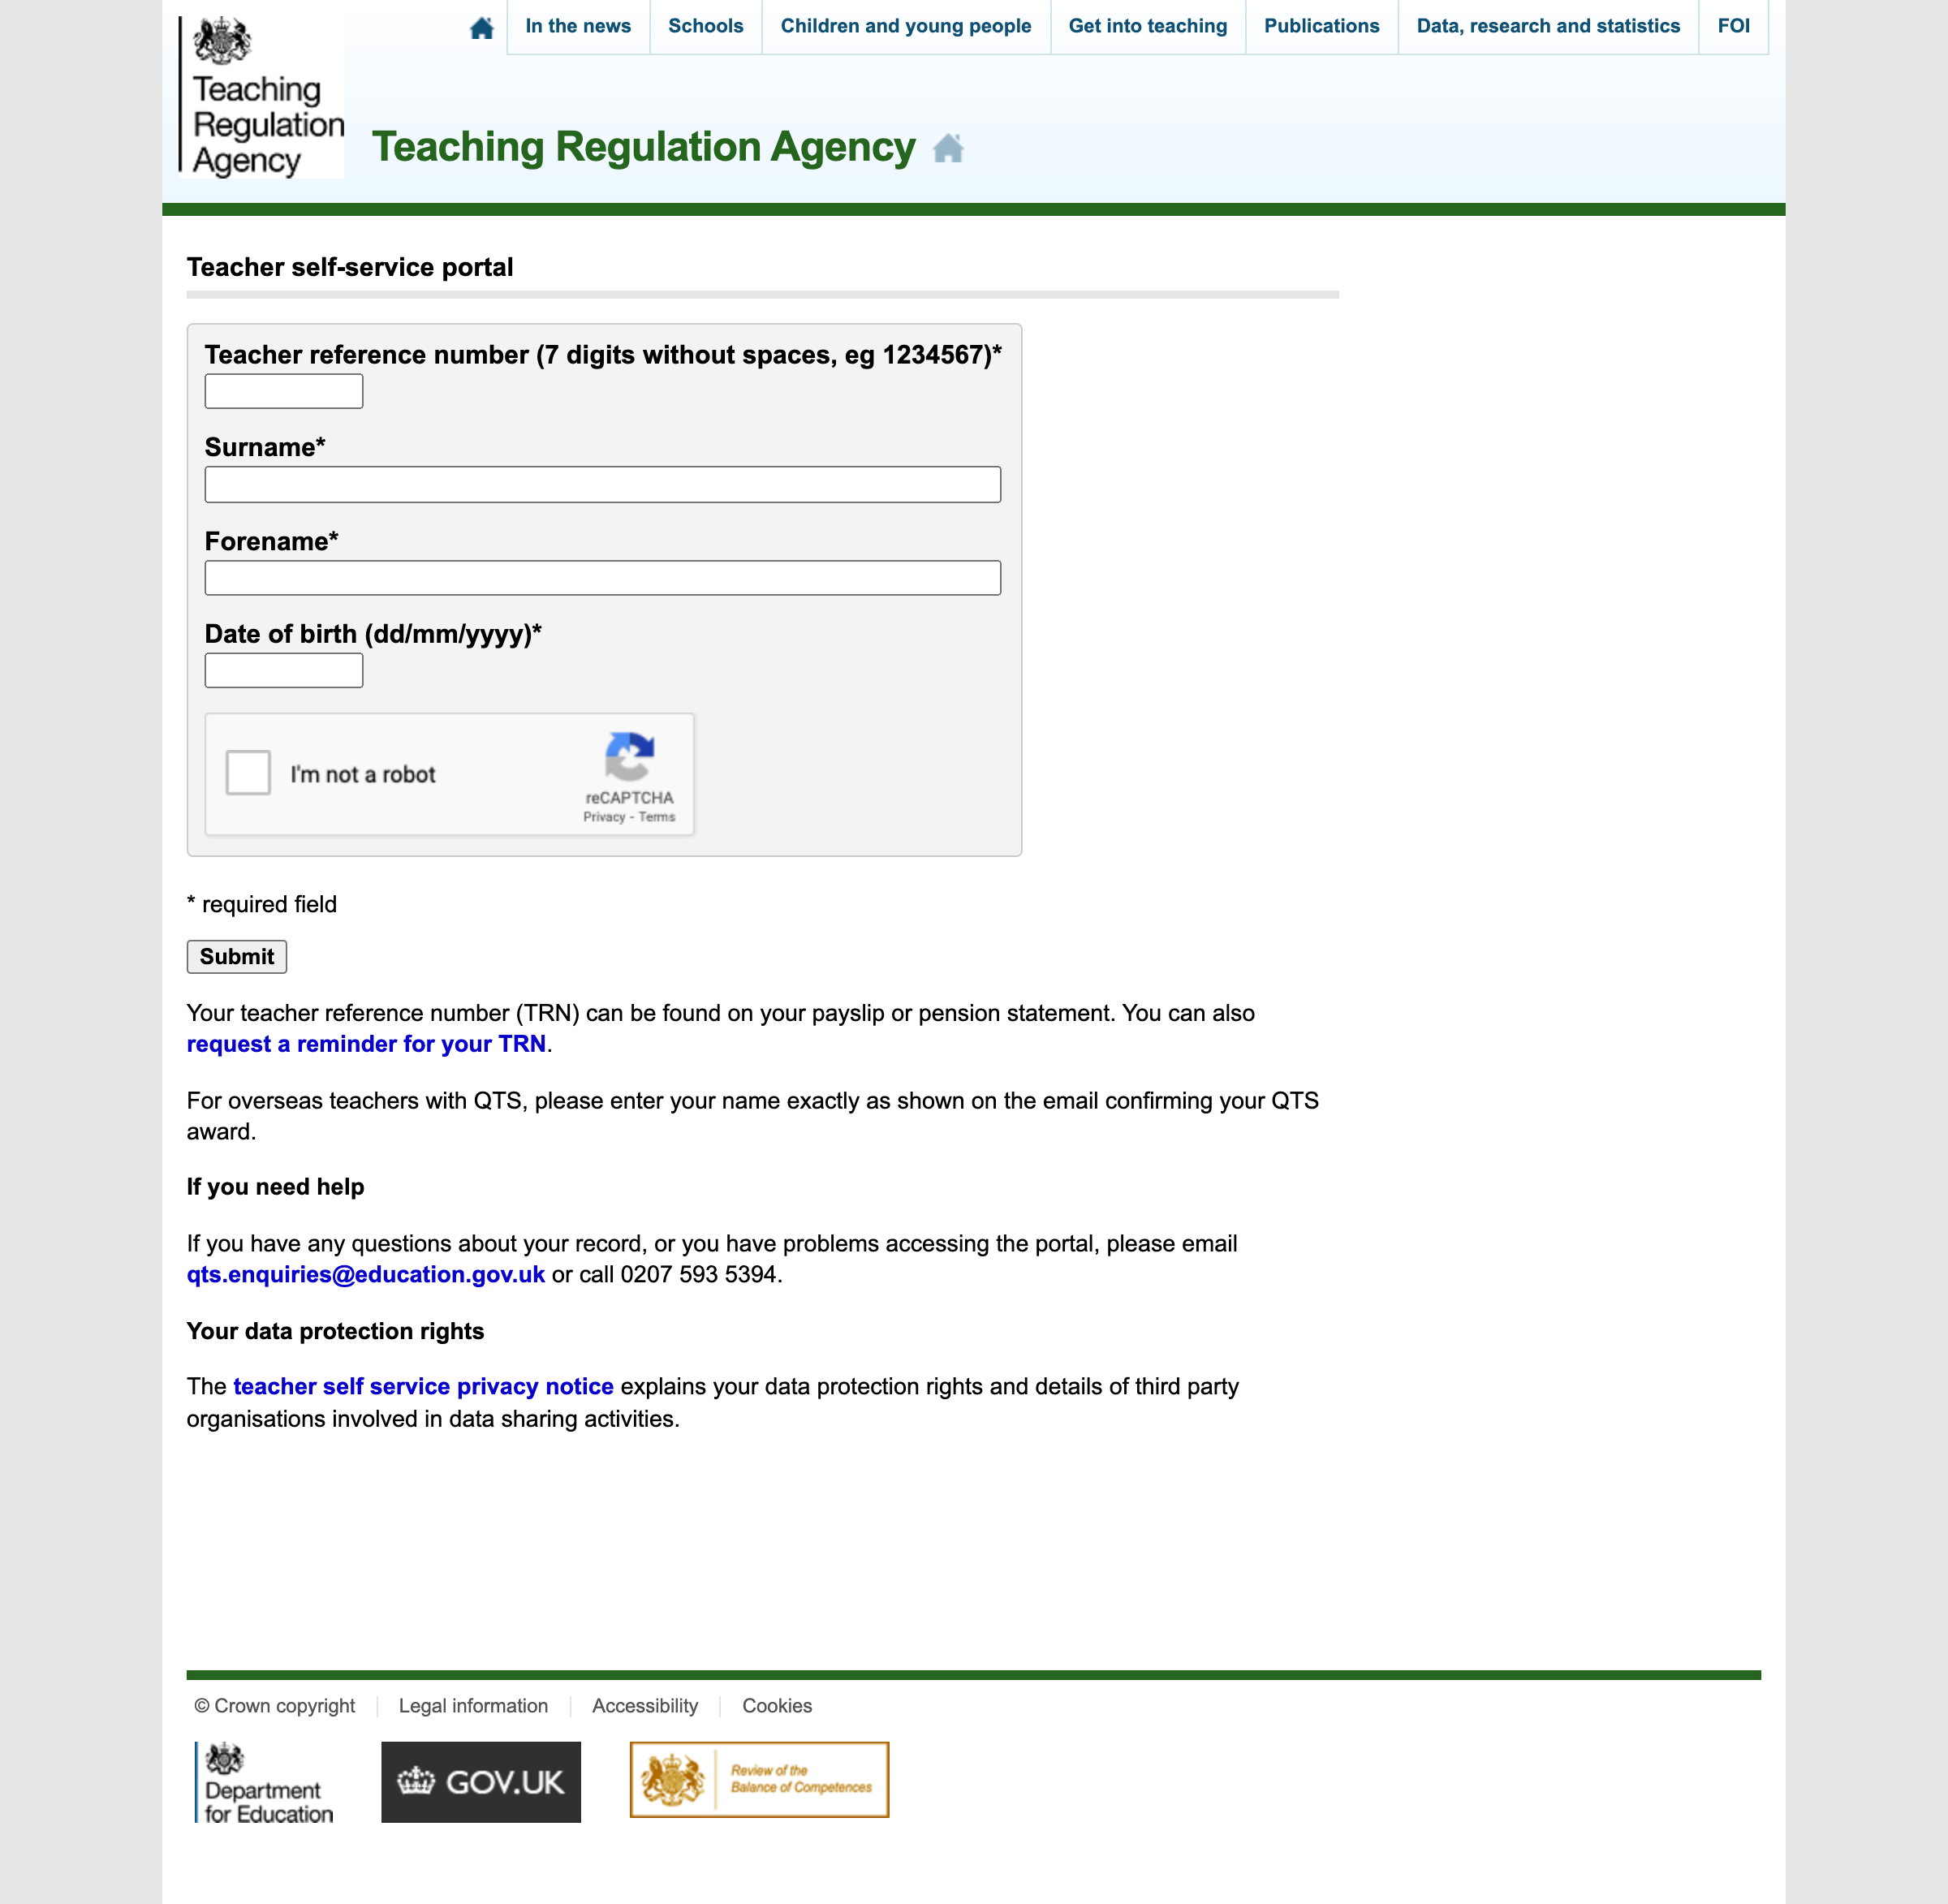 Teaching
Regulation
Agency
In the news
Schools
Children and young people
Get into teaching
Publications
Data, research and statistics
FOI
Teaching Regulation Agency
Teacher self-service portal
Teacher reference number (7 digits without spaces, eg 1234567)*
Surname*
Forename*
Date of birth (dd/mm/yyyy)*
I'm not a robot
reCAPTCHA
Privacy - Terms
* required field
Submit
Your teacher reference number (TRN) can be found on your payslip or pension statement. You can also
request a reminder for your TRN.
For overseas teachers with QTS, please enter your name exactly as shown on the email confirming your QTS
award.
If you need help
If you have any questions about your record, or you have problems accessing the portal, please email
qts.enquiries@education.gov.uk or call 0207 593 5394.
Your data protection rights
The teacher self service privacy notice explains your data protection rights and details of third party
organisations involved in data sharing activities.
© Crown copyright
Legal information
Accessibility
Cookies
Department
for Education
GOV.UK
Review of the
Balance of Competences